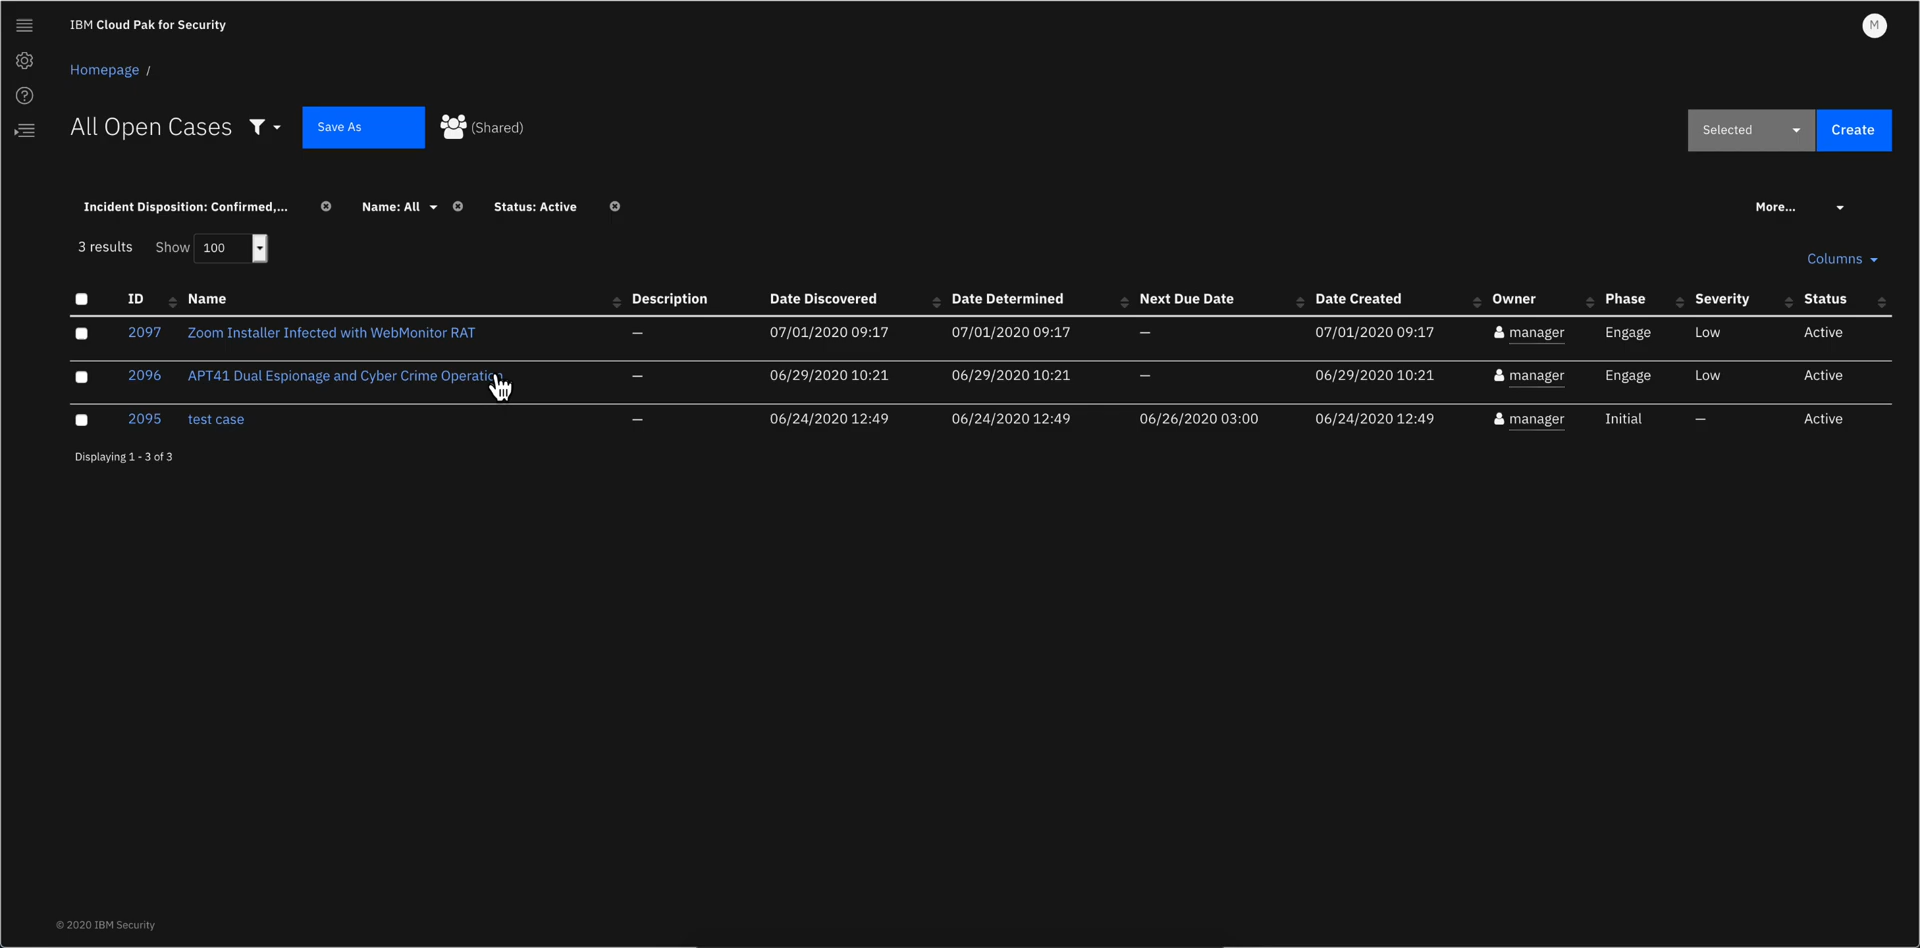 IBM Cloud Pak for Security
M
Homepage /
All Open Cases
Save As
(Shared)
Selected
Create
Incident Disposition: Confirmed,...
Name: All
Status: Active
More...
3 results Show 100
Columns
ID Name Description Date Discovered Date Determined Next Due Date Date Created Owner Phase Severity Status
2097 Zoom Installer Infected with WebMonitor RAT — 07/01/2020 09:17 07/01/2020 09:17 — 07/01/2020 09:17 manager Engage Low Active
2096 APT41 Dual Espionage and Cyber Crime Operation — 06/29/2020 10:21 06/29/2020 10:21 — 06/29/2020 10:21 manager Engage Low Active
2095 test case — 06/24/2020 12:49 06/24/2020 12:49 06/26/2020 03:00 06/24/2020 12:49 manager Initial — Active
Displaying 1 - 3 of 3
© 2020 IBM Security